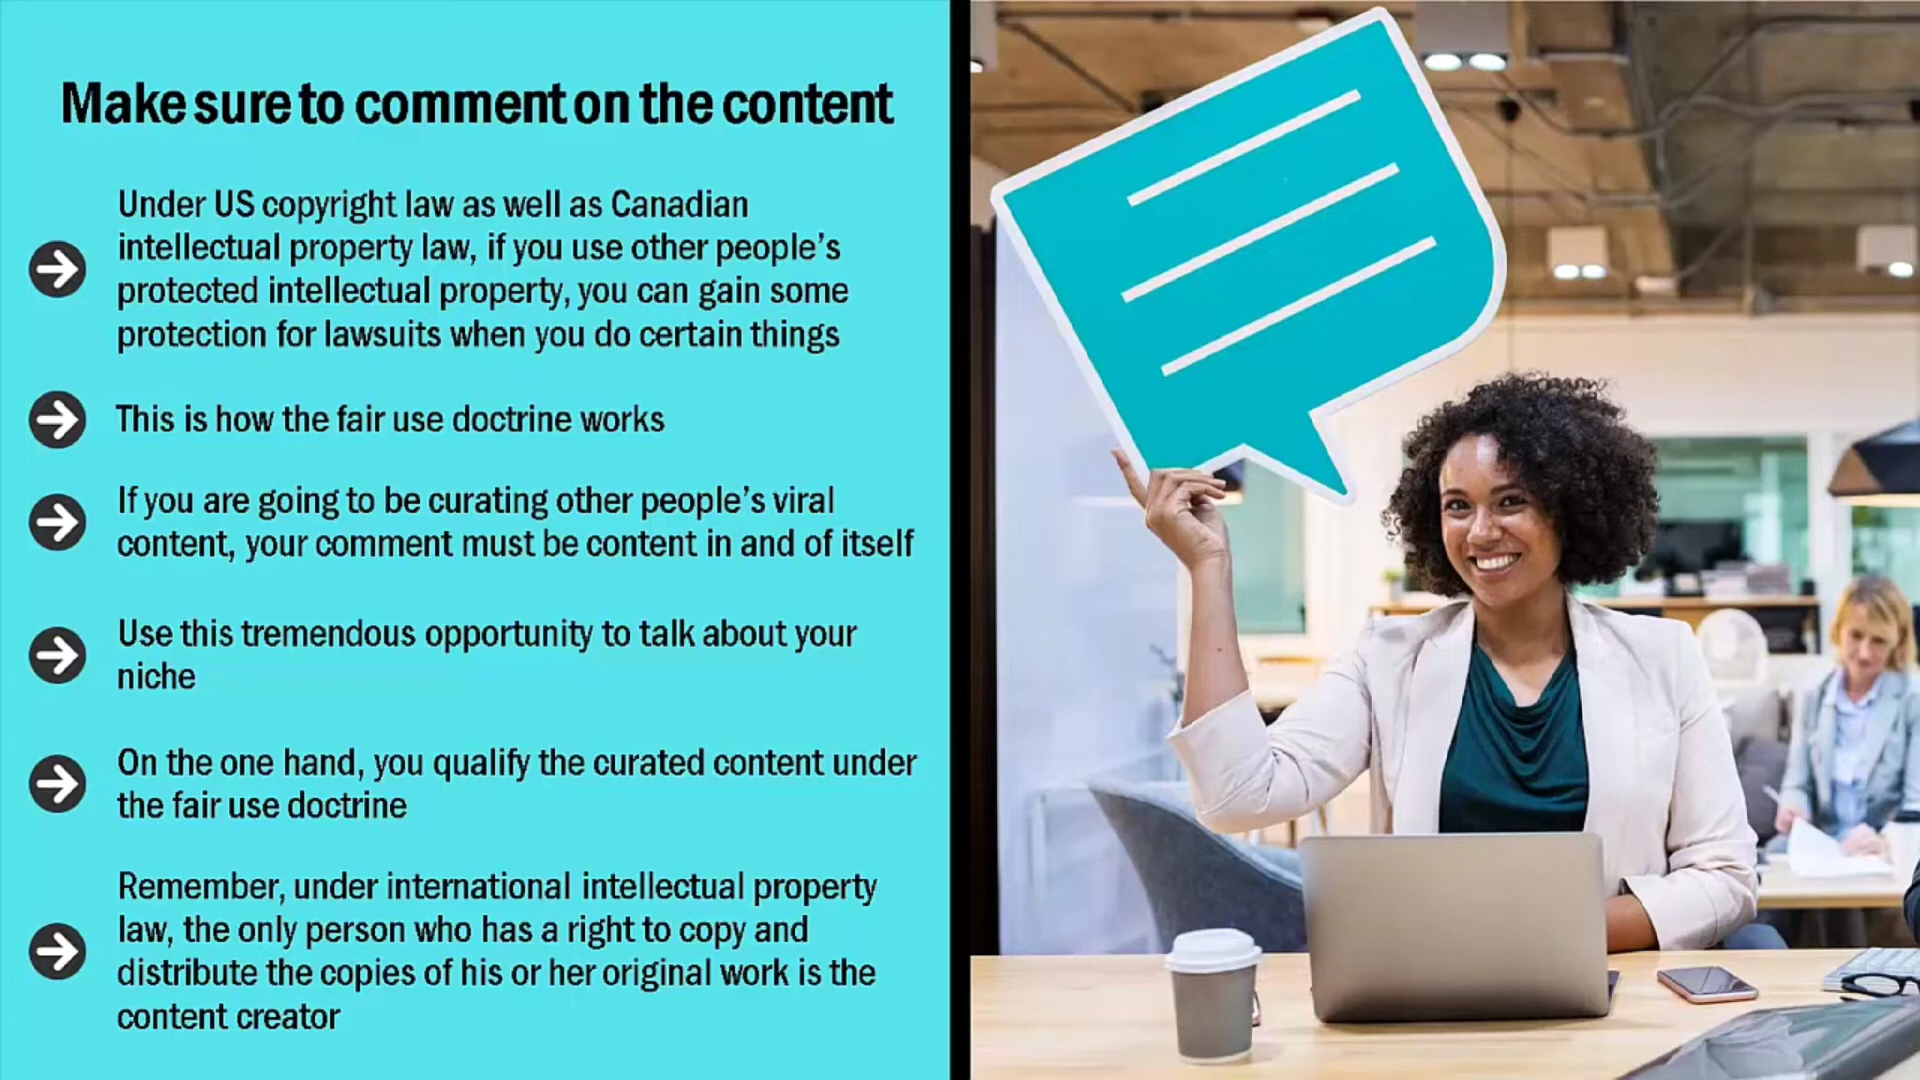 Make sure to comment on the content
Under US copyright law as well as Canadian
intellectual property law, if you use other people's
protected intellectual property, you can gain some
protection for lawsuits when you do certain things
This is how the fair use doctrine works
If you are going to be curating other people's viral
content, your comment must be content in and of itself
Use this tremendous opportunity to talk about your
niche
On the one hand, you qualify the curated content under
the fair use doctrine
Remember, under international intellectual property
law, the only person who has a right to copy and
distribute the copies of his or her original work is the
content creator